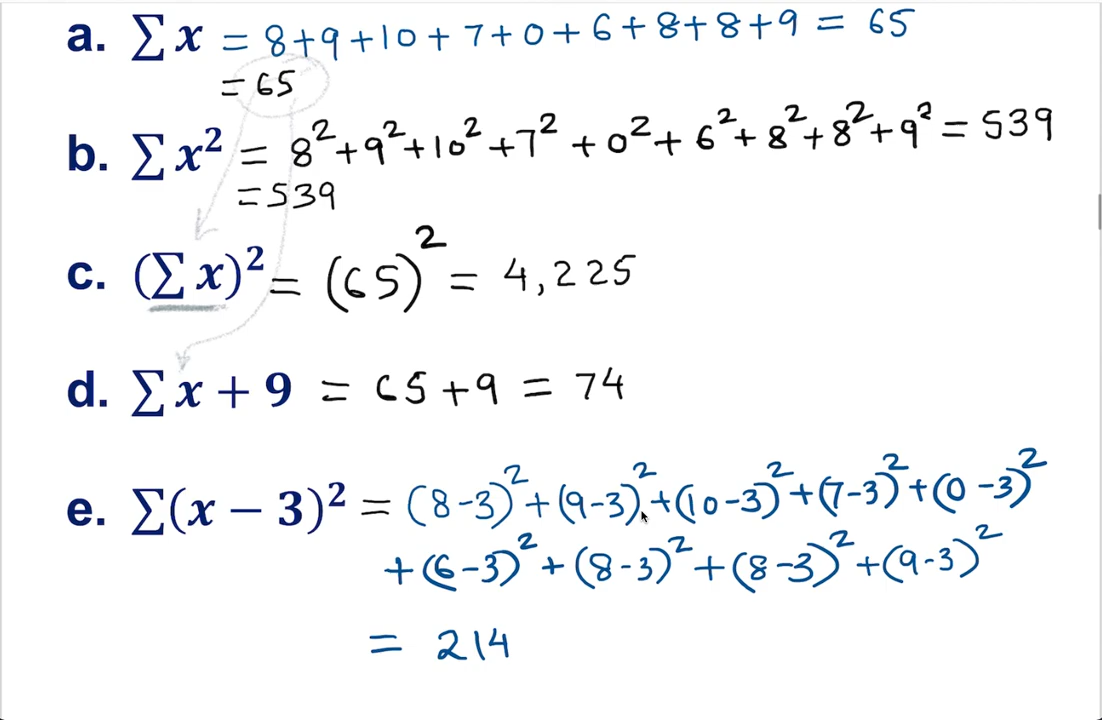 a. ∑ x = 8+9+10+7+0+6+8+8+9 = 65
= 65
b. ∑ x² = 8²+9²+10²+7²+0²+6²+8²+8²+9² = 539
= 539
c. (∑ x)² = (65)² = 4,225
d. ∑ x + 9 = 65+9 = 74
e. ∑(x − 3)² = (8-3)²+(9-3)²+(10-3)²+(7-3)²+(0-3)²
+(6-3)²+(8-3)²+(8-3)²+(9-3)²
= 214